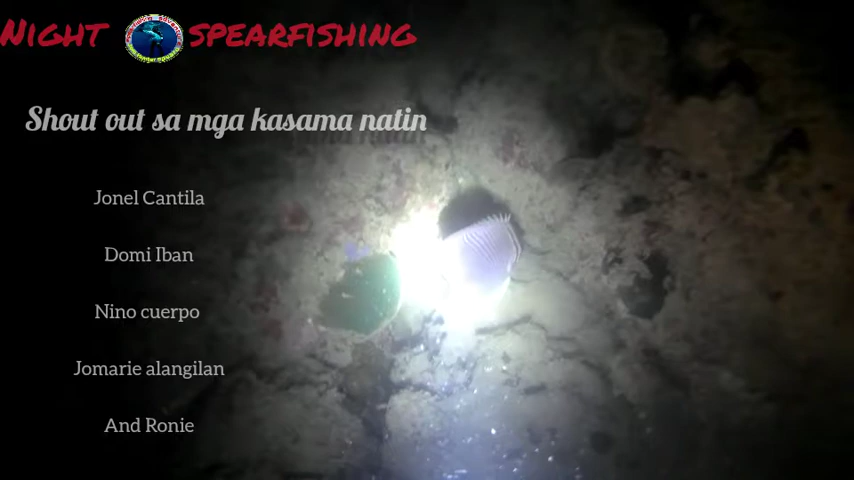 Night spearfishing
Shout out sa mga kasama natin
Jonel Cantila
Domi Iban
Nino cuerpo
Jomarie alangilan
And Ronie